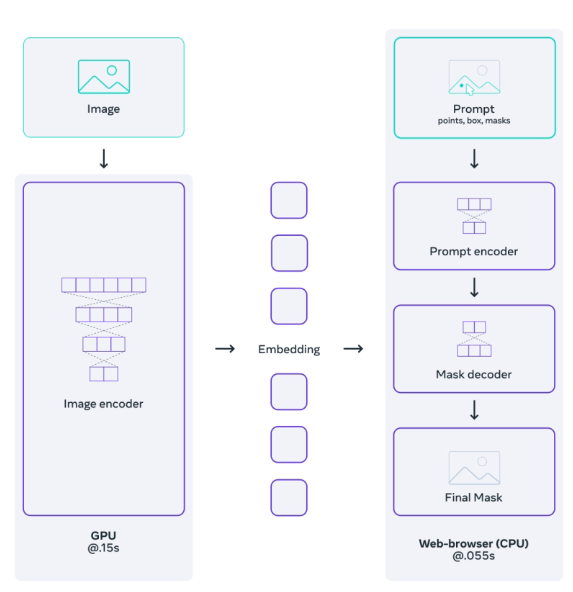 Image
Image encoder
GPU
@.15s
Embedding
Prompt
points, box, masks
Prompt encoder
Mask decoder
Final Mask
Web-browser (CPU)
@.055s